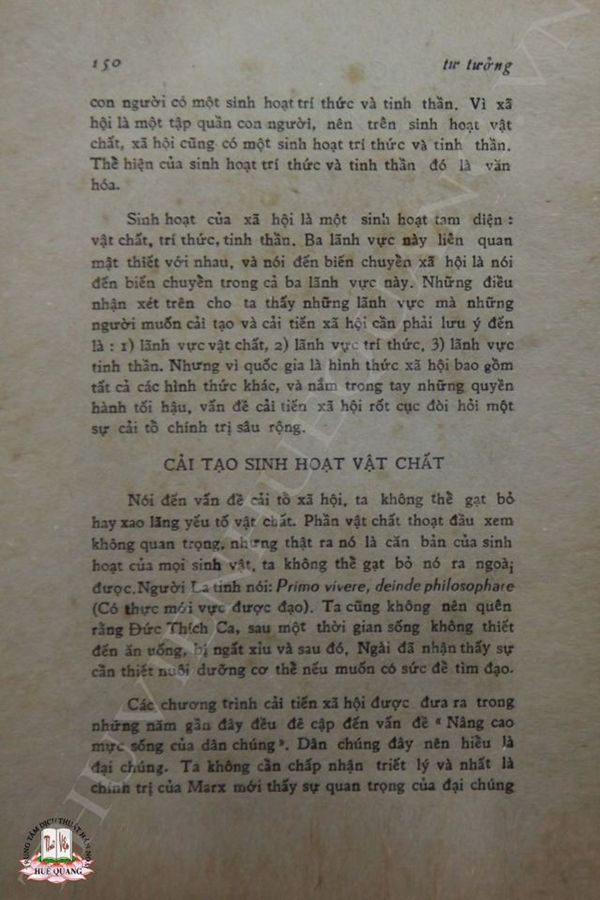 150 tư tưởng
con người có một sinh hoạt trí thức và tinh thần. Vì xã
hội là một tập quần con người, nên trên sinh hoạt vật
chất, xã hội cũng có một sinh hoạt trí thức và tinh thần.
Thể hiện của sinh hoạt trí thức và tinh thần đó là văn
hóa.
Sinh hoạt của xã hội là một sinh hoạt tam diện :
vật chất, trí thức, tinh thần. Ba lãnh vực này liên quan
mật thiết với nhau, và nói đến biến chuyển xã hội là nói
đến biến chuyển trong cả ba lãnh vực này. Những điều
nhận xét trên cho ta thấy những lãnh vực mà những
người muốn cải tạo và cải tiến xã hội cần phải lưu ý đến
là : 1) lãnh vực vật chất, 2) lãnh vực trí thức, 3) lãnh vực
tinh thần. Nhưng vì quốc gia là hình thức xã hội bao gồm
tất cả các hình thức khác, và nắm trong tay những quyền
hành tối hậu, vấn đề cải tiến xã hội rốt cục đòi hỏi một
sự cải tổ chính trị sâu rộng.
CẢI TẠO SINH HOẠT VẬT CHẤT
Nói đến vấn đề cải tổ xã hội, ta không thể gạt bỏ
hay xao lãng yếu tố vật chất. Phần vật chất thoạt đầu xem
không quan trọng, nhưng thật ra nó là căn bản của sinh
hoạt của mọi sinh vật, ta không thể gạt bỏ nó ra ngoài
được. Người La tinh nói: Primo vivere, deinde philosophare
(Có thực mới vực được đạo). Ta cũng không nên quên
rằng Đức Thích Ca, sau một thời gian sống không thiết
đến ăn uống, bị ngất xỉu và sau đó, Ngài đã nhận thấy sự
cần thiết nuôi dưỡng cơ thể nếu muốn có sức để tìm đạo.
Các chương trình cải tiến xã hội được đưa ra trong
những năm gần đây đều đề cập đến vấn đề « Nâng cao
mực sống của dân chúng ». Dân chúng đây nên hiểu là
đại chúng. Ta không cần chấp nhận triết lý và nhất là
chính trị của Marx mới thấy sự quan trọng của đại chúng
TRUNG TÂM DỊCH THUẬT HÁN NÔM
Thư Viện
HUỆ QUANG